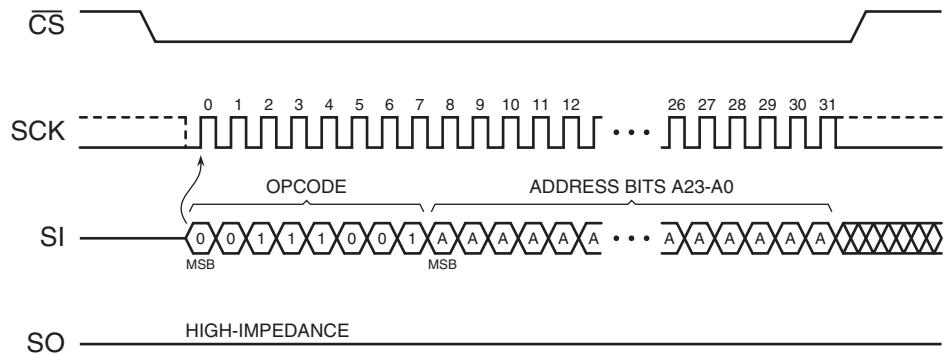 CS
0 1 2 3 4 5 6 7 8 9 10 11 12 26 27 28 29 30 31
SCK
OPCODE ADDRESS BITS A23-A0
SI 0 0 1 1 1 0 0 1 A A A A A A A A A A A A
MSB MSB
HIGH-IMPEDANCE
SO